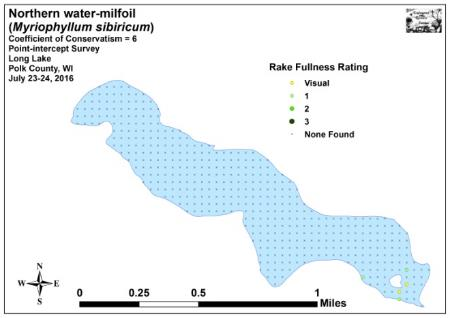 Northern water-milfoil
(Myriophyllum sibiricum)
Coefficient of Conservatism = 6
Point-intercept Survey
Long Lake
Polk County, WI
July 23-24, 2016
Rake Fullness Rating
Visual
1
2
3
None Found
N
W E
S
0 0.25 0.5 1
Miles